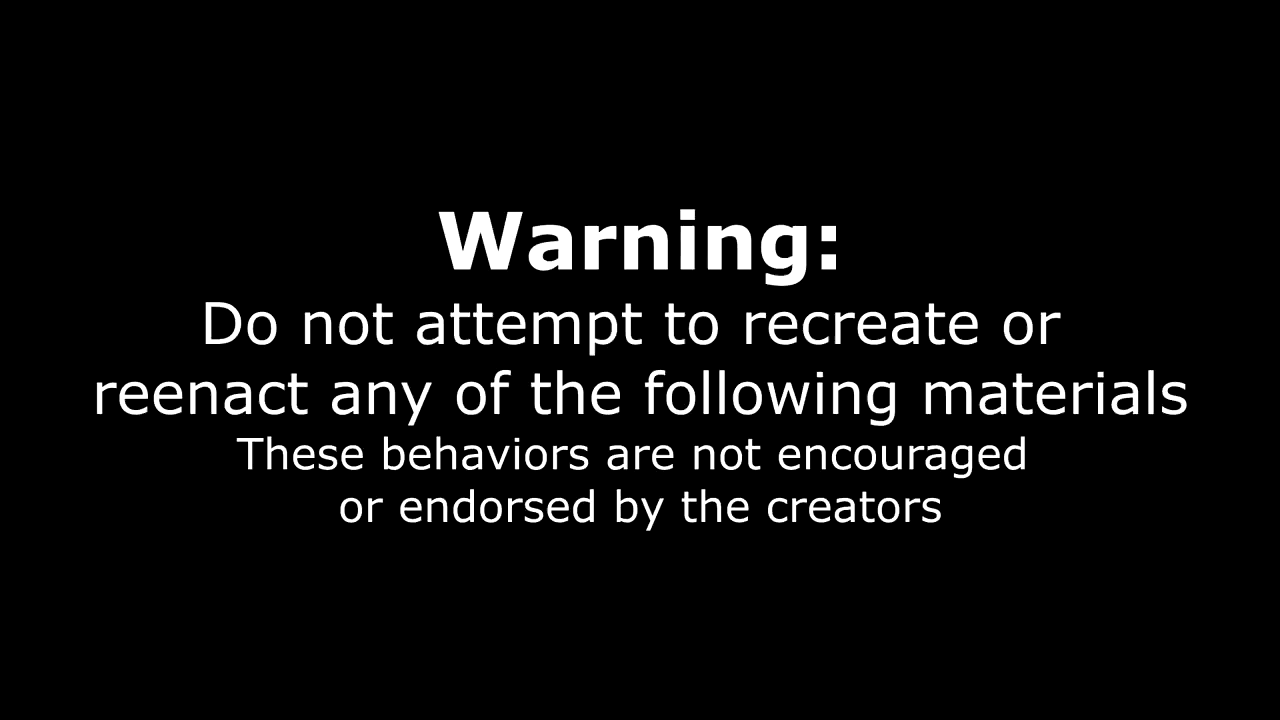 Warning:
Do not attempt to recreate or
reenact any of the following materials
These behaviors are not encouraged
or endorsed by the creators